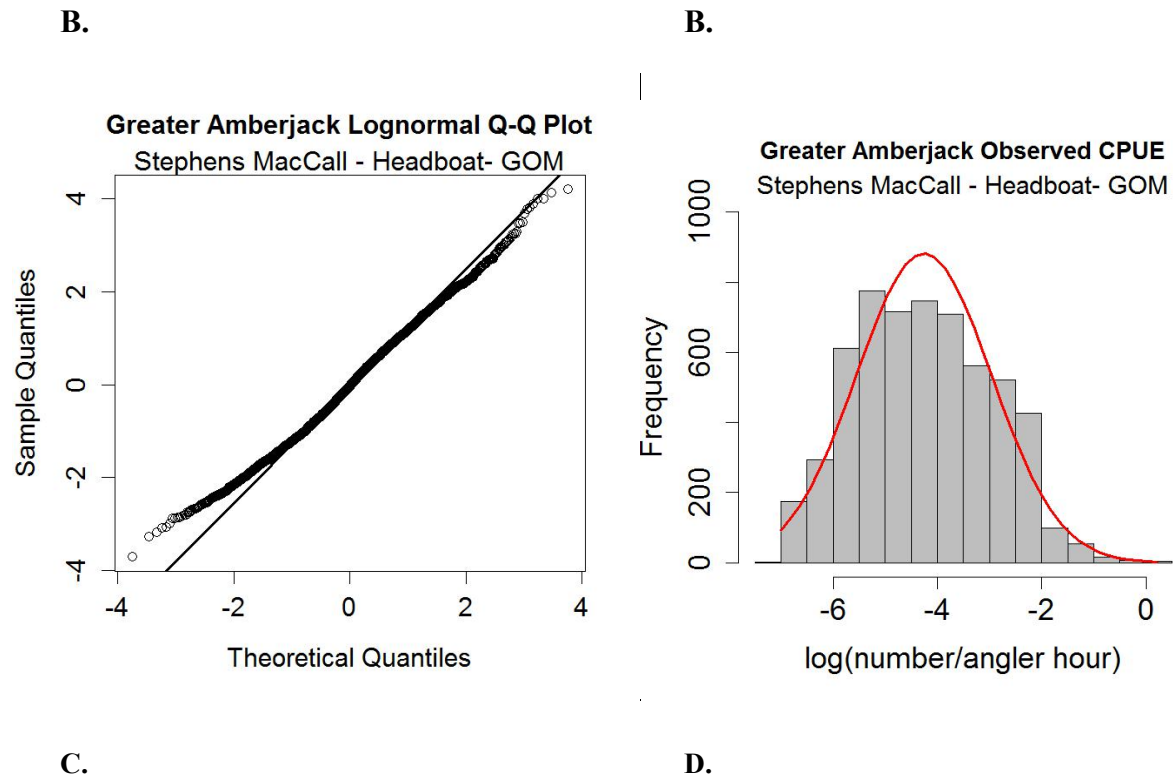 B.
B.
Greater Amberjack Lognormal Q-Q Plot
Stephens MacCall - Headboat- GOM
Sample Quantiles
4
2
0
-2
-4
-4 -2 0 2 4
Theoretical Quantiles
Greater Amberjack Observed CPUE
Stephens MacCall - Headboat- GOM
Frequency
1000
600
200
0
-6 -4 -2 0
log(number/angler hour)
C.
D.